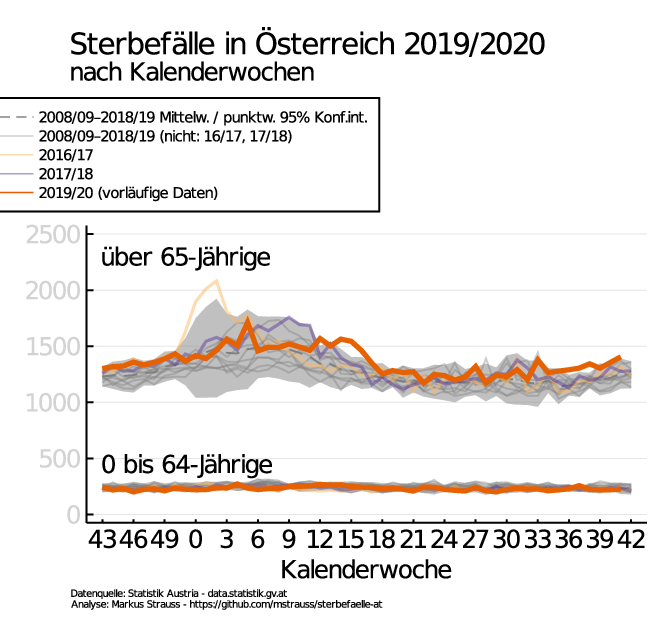 Sterbefälle in Österreich 2019/2020
nach Kalenderwochen
2008/09–2018/19 Mittelw. / punktw. 95% Konf.int.
2008/09–2018/19 (nicht: 16/17, 17/18)
2016/17
2017/18
2019/20 (vorläufige Daten)
2500
über 65-Jährige
2000
1500
1000
500
0 bis 64-Jährige
0
43 46 49 0 3 6 9 12 15 18 21 24 27 30 33 36 39 42
Kalenderwoche
Datenquelle: Statistik Austria - data.statistik.gv.at
Analyse: Markus Strauss - https://github.com/mstrauss/sterbefaelle-at